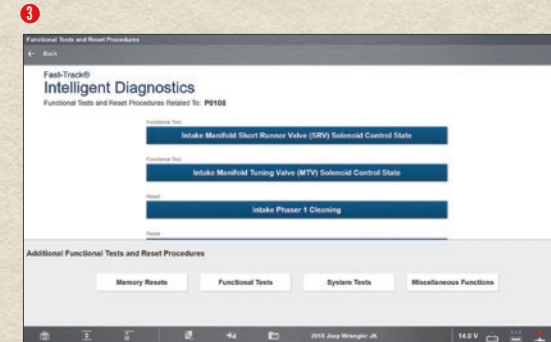 3
Functional Tests and Reset Procedures
← Back
Fast-Track®
Intelligent Diagnostics
Functional Tests and Reset Procedures Related To: P0108
Functional Test
Intake Manifold Short Runner Valve (SRV) Solenoid Control State
Functional Test
Intake Manifold Tuning Valve (MTV) Solenoid Control State
Reset
Intake Phaser 1 Cleaning
Reset
Additional Functional Tests and Reset Procedures
Memory Resets Functional Tests System Tests Miscellaneous Functions
2018 Jeep Wrangler JK 14.0 V